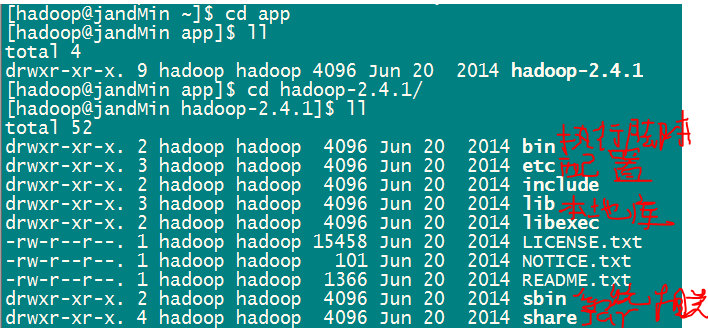 [hadoop@jandMin ~]$ cd app
[hadoop@jandMin app]$ ll
total 4
drwxr-xr-x. 9 hadoop hadoop 4096 Jun 20 2014 hadoop-2.4.1
[hadoop@jandMin app]$ cd hadoop-2.4.1/
[hadoop@jandMin hadoop-2.4.1]$ ll
total 52
drwxr-xr-x. 2 hadoop hadoop 4096 Jun 20 2014 bin 执行脚本
drwxr-xr-x. 3 hadoop hadoop 4096 Jun 20 2014 etc 配置
drwxr-xr-x. 2 hadoop hadoop 4096 Jun 20 2014 include
drwxr-xr-x. 3 hadoop hadoop 4096 Jun 20 2014 lib 本地库
drwxr-xr-x. 2 hadoop hadoop 4096 Jun 20 2014 libexec
-rw-r--r--. 1 hadoop hadoop 15458 Jun 20 2014 LICENSE.txt
-rw-r--r--. 1 hadoop hadoop 101 Jun 20 2014 NOTICE.txt
-rw-r--r--. 1 hadoop hadoop 1366 Jun 20 2014 README.txt
drwxr-xr-x. 2 hadoop hadoop 4096 Jun 20 2014 sbin
drwxr-xr-x. 4 hadoop hadoop 4096 Jun 20 2014 share